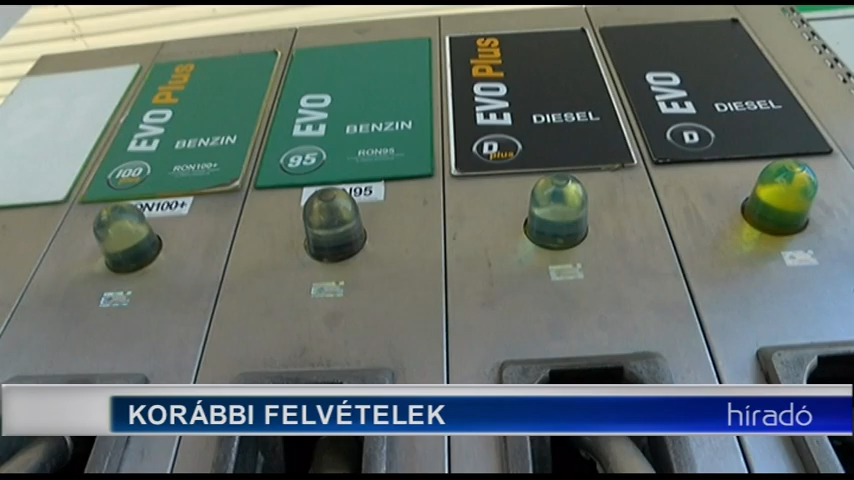 EVO Plus
BENZIN
100 plus
RON100+
RON100+
EVO
BENZIN
95
RON95
RON95
EVO Plus
DIESEL
D plus
EVO
DIESEL
D
KORÁBBI FELVÉTELEK
híradó